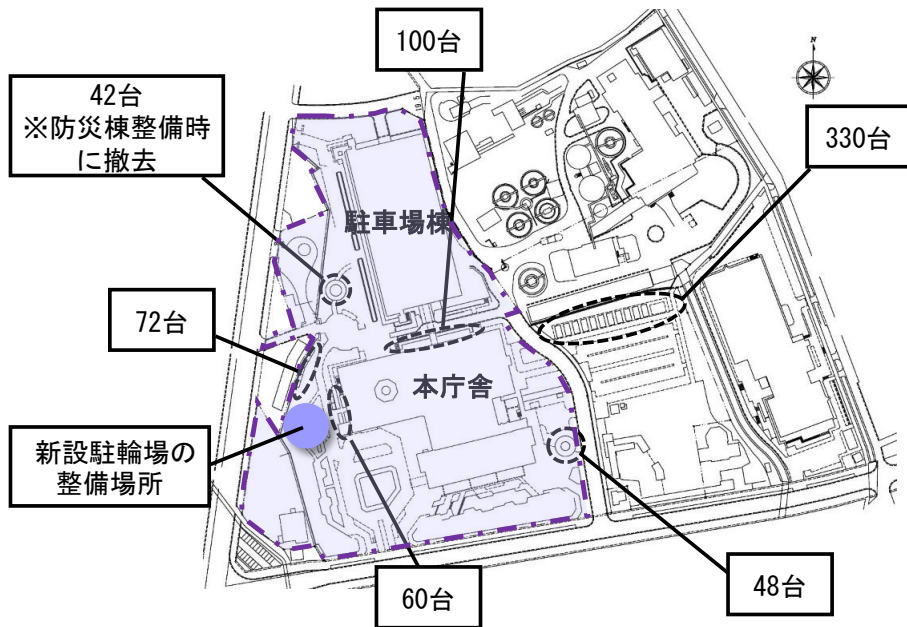 100台
N
42台
※防災棟整備時
に撤去
330台
駐車場棟
72台
本庁舎
新設駐輪場の
整備場所
60台
48台